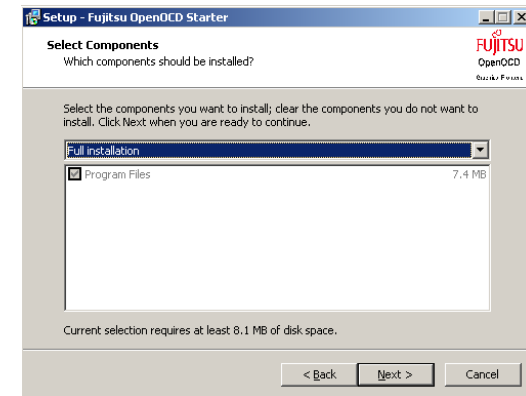 Setup - Fujitsu OpenOCD Starter
Select Components
Which components should be installed?
FUJITSU
OpenOCD
Select the components you want to install; clear the components you do not want to
install. Click Next when you are ready to continue.
Full installation
Program Files 7.4 MB
Current selection requires at least 8.1 MB of disk space.
< Back Next > Cancel